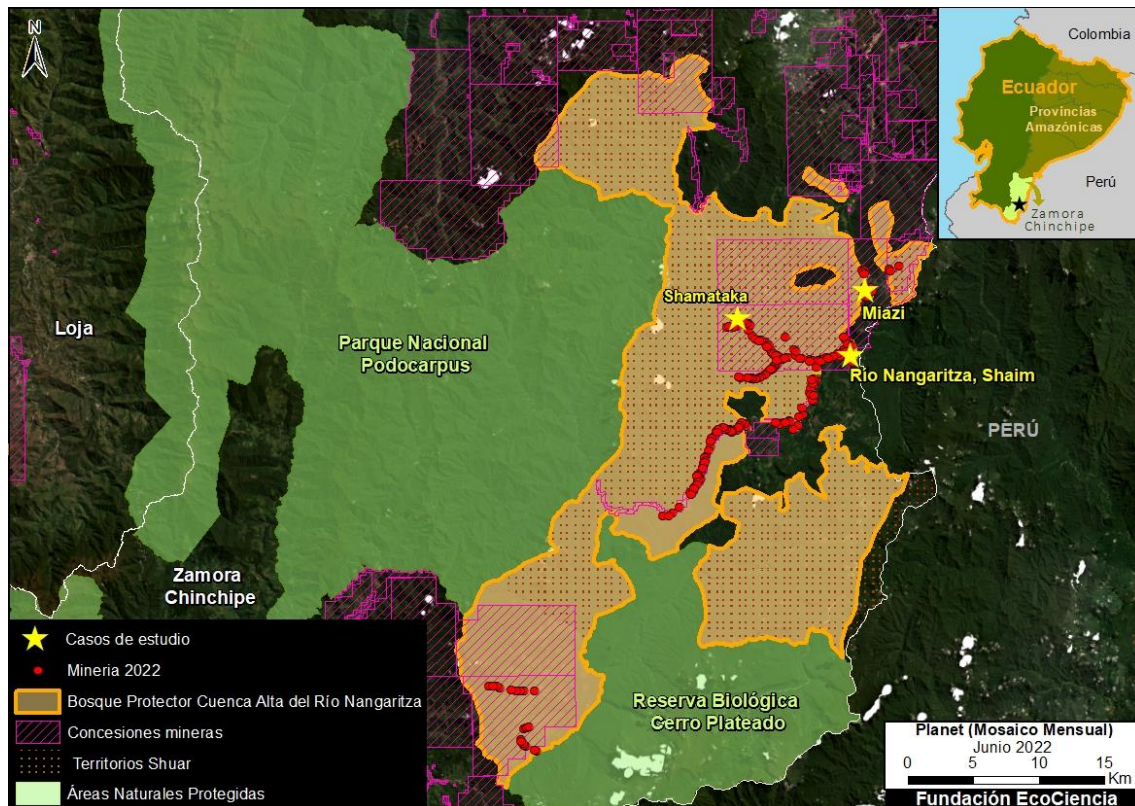 N
Colombia
Ecuador
Provincias
Amazónicas
Perú
Zamora
Chinchipe
Shamataka
Miazi
Loja
Parque Nacional
Podocarpus
Río Nangaritza, Shaim
PERÚ
Zamora
Chinchipe
Reserva Biológica
Cerro Plateado
Casos de estudio
Mineria 2022
Bosque Protector Cuenca Alta del Río Nangaritza
Concesiones mineras
Territorios Shuar
Áreas Naturales Protegidas
Planet (Mosaico Mensual)
Junio 2022
0 5 10 15
Km
Fundación EcoCiencia